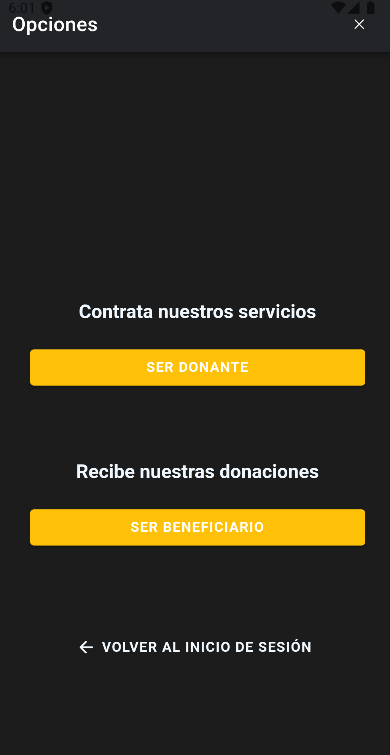 6:01
Opciones
Contrata nuestros servicios
SER DONANTE
Recibe nuestras donaciones
SER BENEFICIARIO
VOLVER AL INICIO DE SESIÓN